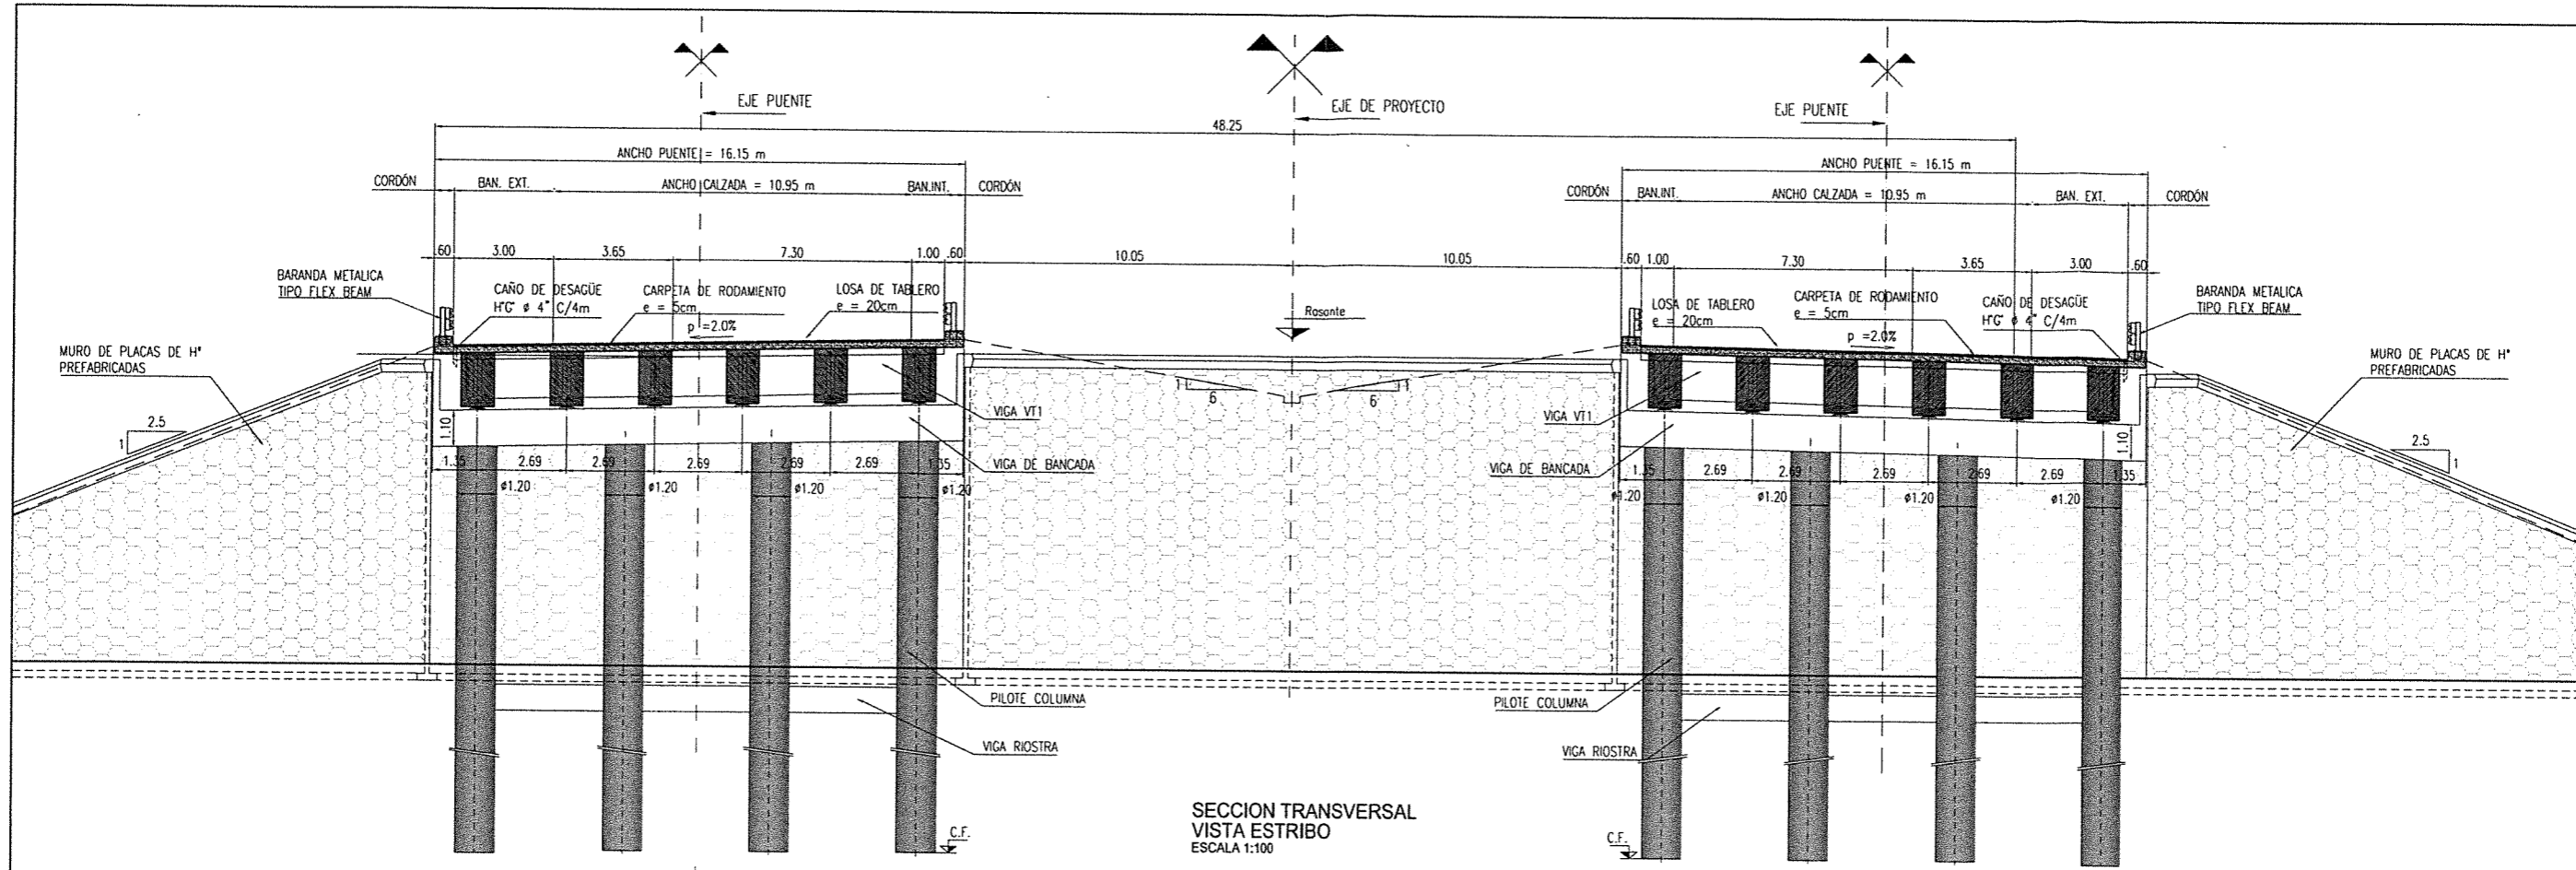 EJE PUENTE
EJE DE PROYECTO
EJE PUENTE
48.25
ANCHO PUENTE = 16.15 m
ANCHO PUENTE = 16.15 m
CORDÓN
BAN. EXT.
ANCHO CALZADA = 10.95 m
BAN.INT.
CORDÓN
CORDÓN
BAN.INT.
ANCHO CALZADA = 10.95 m
BAN. EXT.
CORDÓN
.60
3.00
3.65
7.30
1.00
.60
10.05
10.05
.60
1.00
7.30
3.65
3.00
.60
BARANDA METALICA
TIPO FLEX BEAM
CAÑO DE DESAGÜE
H°G° ø 4" C/4m
CARPETA DE RODAMIENTO
e = 5cm
LOSA DE TABLERO
e = 20cm
p =2.0%
Rasante
LOSA DE TABLERO
e = 20cm
CARPETA DE RODAMIENTO
e = 5cm
CAÑO DE DESAGÜE
H°G° ø 4" C/4m
p =2.0%
BARANDA METALICA
TIPO FLEX BEAM
MURO DE PLACAS DE H°
PREFABRICADAS
MURO DE PLACAS DE H°
PREFABRICADAS
1
6
1
6
2.5
1
VIGA VT1
VIGA VT1
1.10
1.10
2.5
1
VIGA DE BANCADA
VIGA DE BANCADA
1.35
2.69
2.69
2.69
2.69
2.69
1.35
1.35
2.69
2.69
2.69
2.69
2.69
1.35
ø1.20
ø1.20
ø1.20
ø1.20
ø1.20
ø1.20
ø1.20
ø1.20
PILOTE COLUMNA
PILOTE COLUMNA
VIGA RIOSTRA
VIGA RIOSTRA
C.F.
C.F.
SECCION TRANSVERSAL
VISTA ESTRIBO
ESCALA 1:100